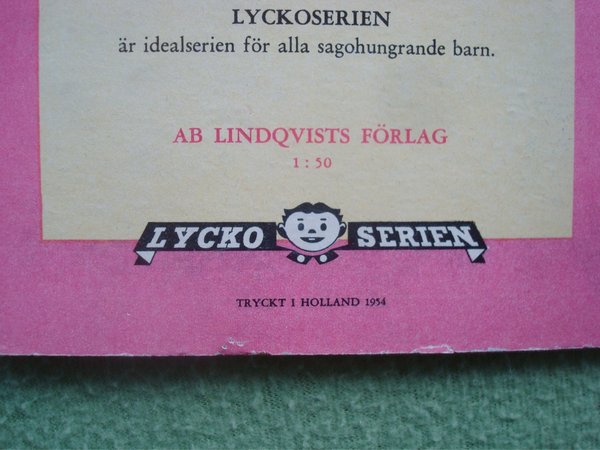 LYCKOSERIEN
är idealserien för alla sagohungrande barn.
AB LINDQVISTS FÖRLAG
1 : 50
LYCKO SERIEN
TRYCKT I HOLLAND 1954